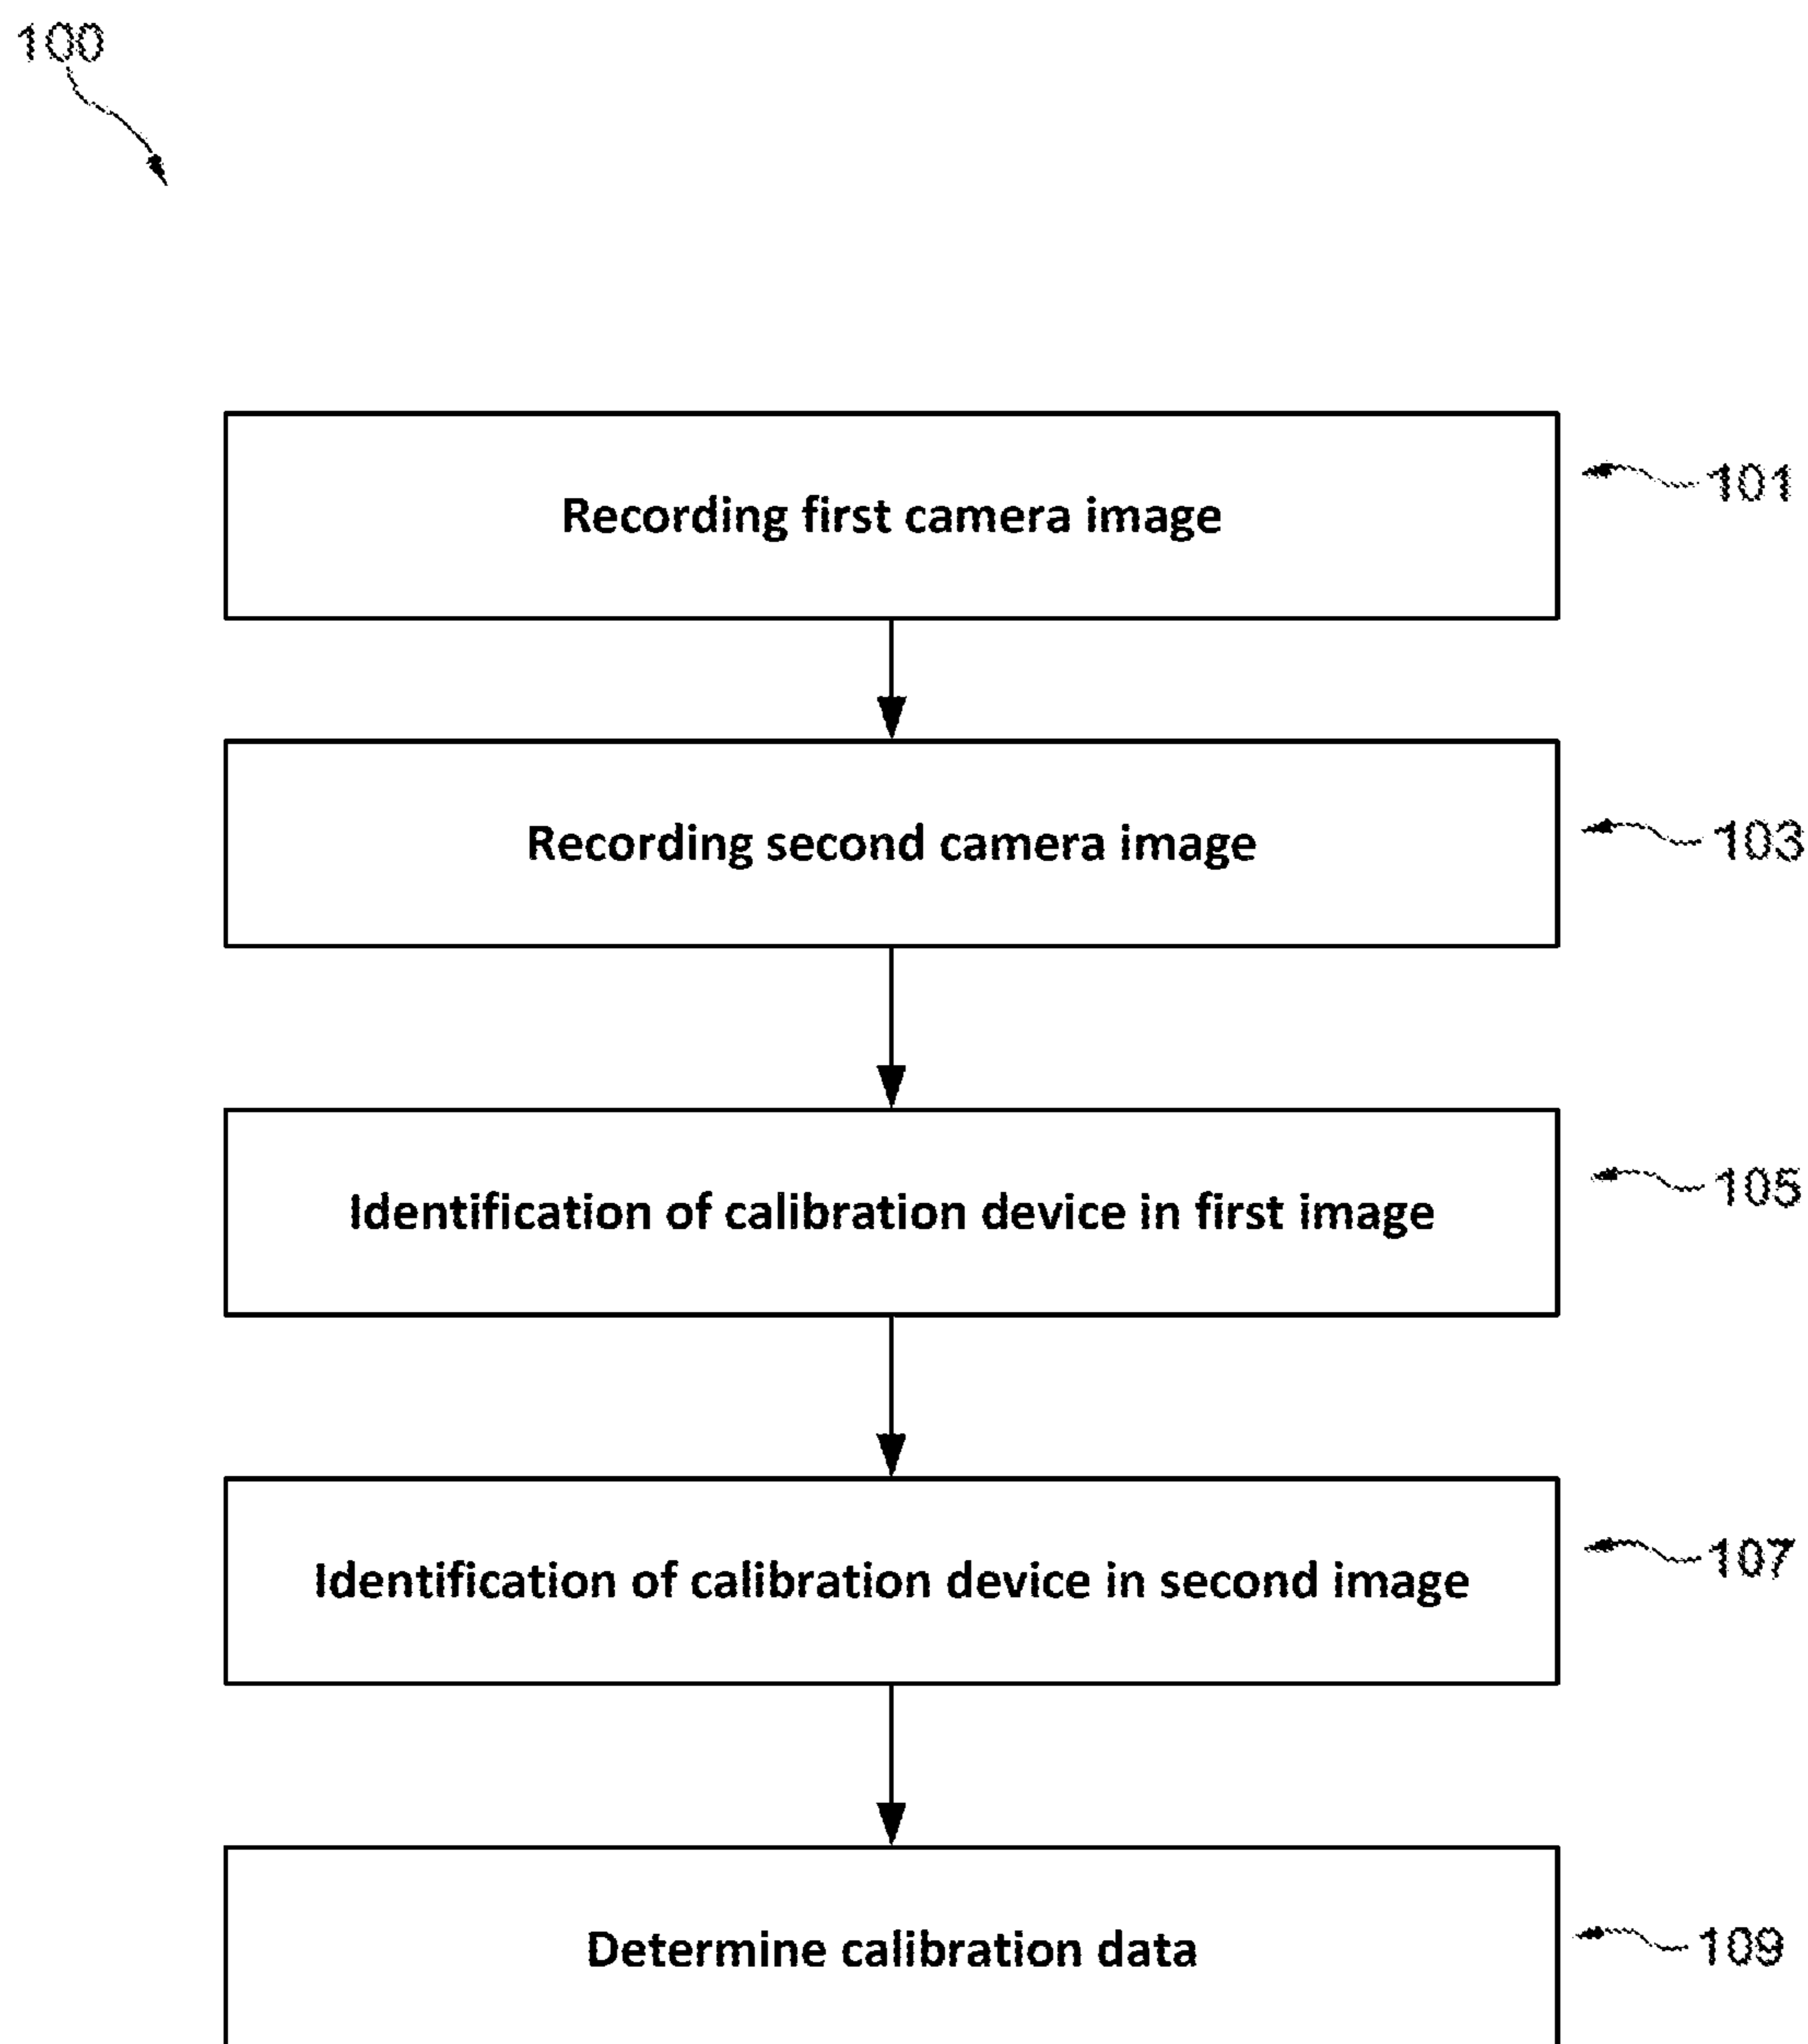 100
Recording first camera image
101
Recording second camera image
103
Identification of calibration device in first image
105
Identification of calibration device in second image
107
Determine calibration data
109